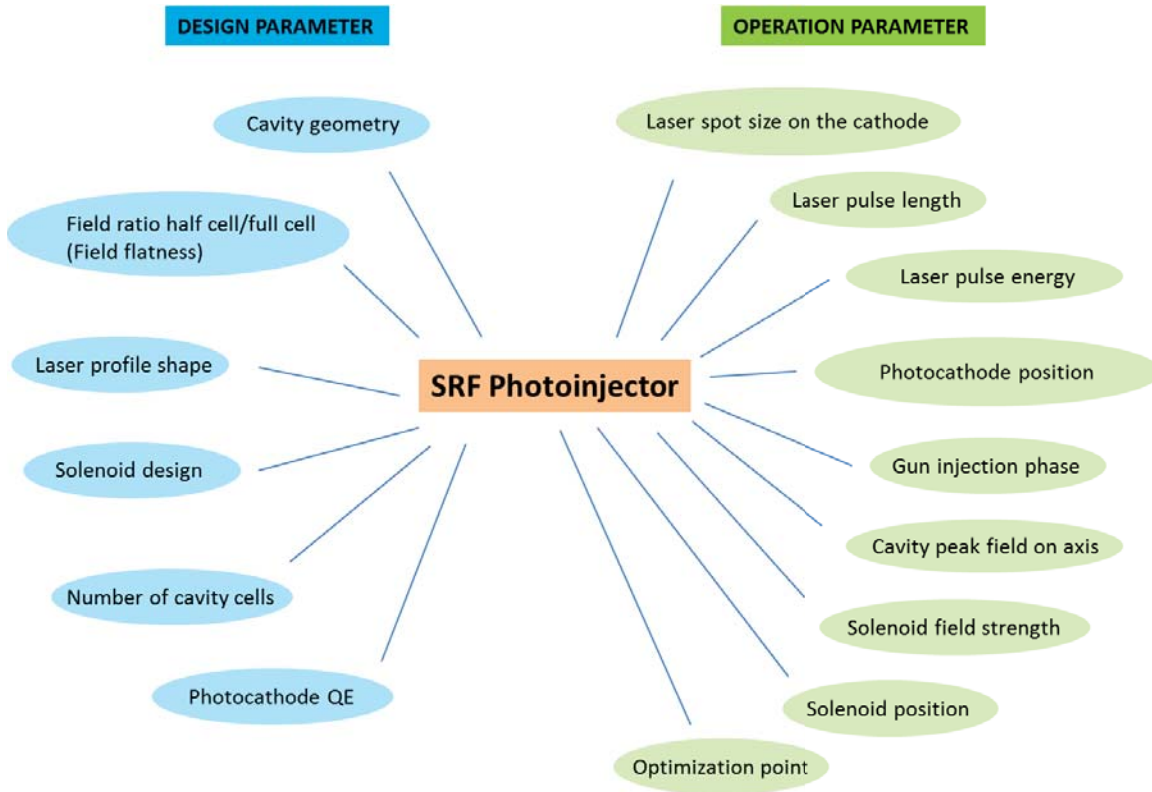 DESIGN PARAMETER
OPERATION PARAMETER
Cavity geometry
Field ratio half cell/full cell
(Field flatness)
Laser profile shape
Solenoid design
Number of cavity cells
Photocathode QE
SRF Photoinjector
Laser spot size on the cathode
Laser pulse length
Laser pulse energy
Photocathode position
Gun injection phase
Cavity peak field on axis
Solenoid field strength
Solenoid position
Optimization point